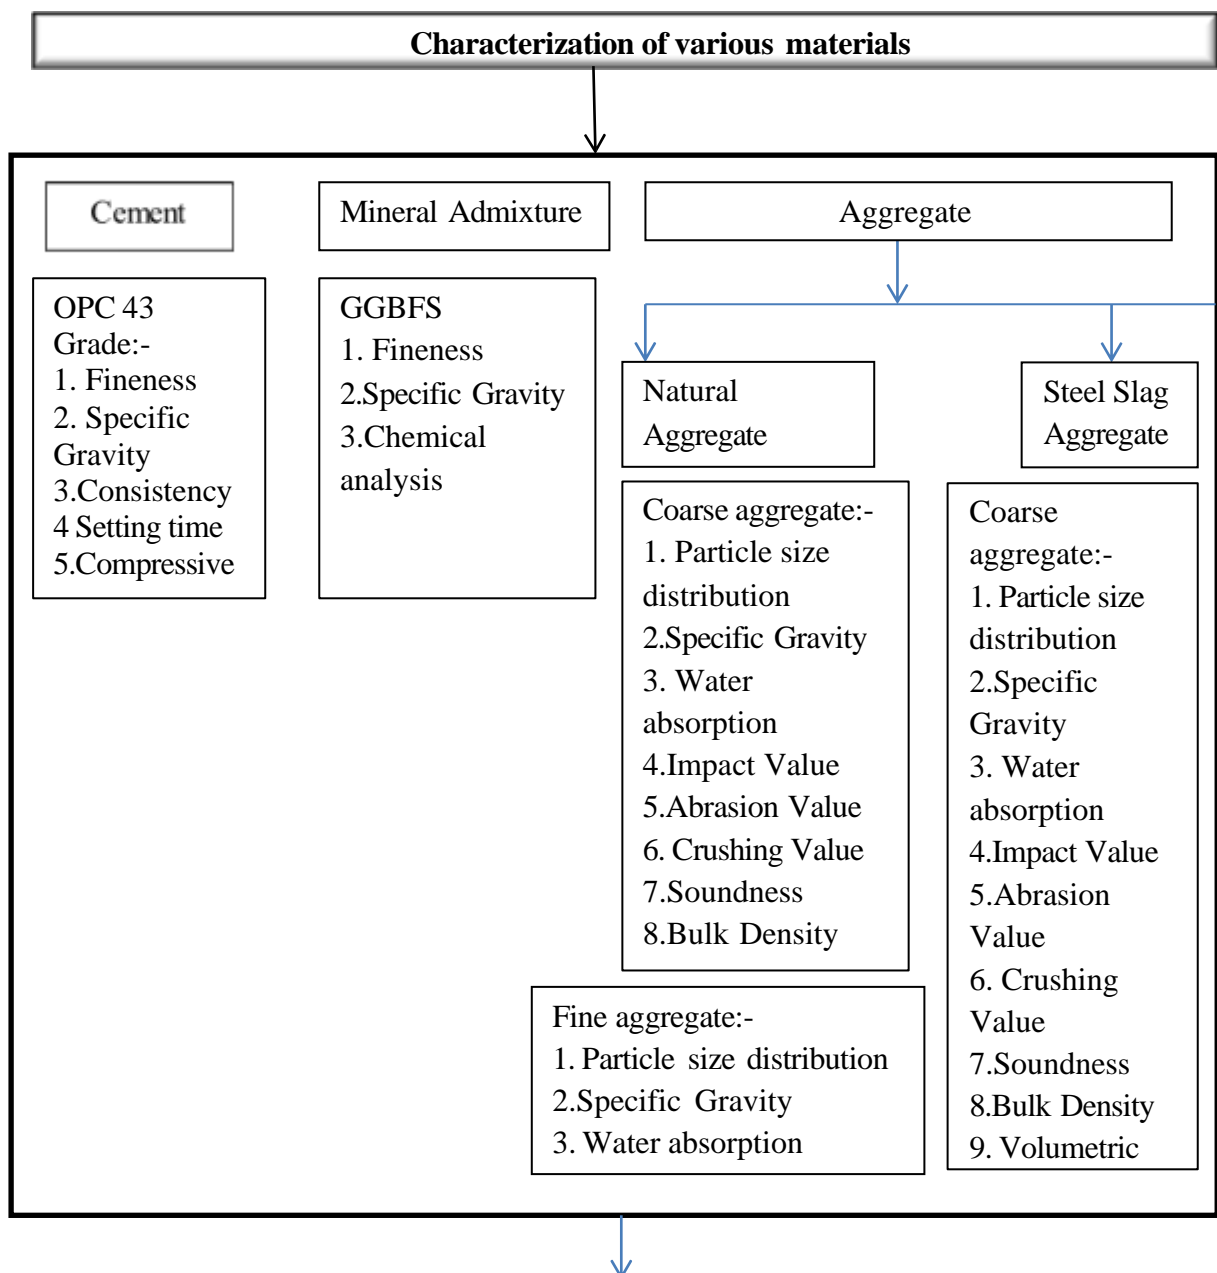 Characterization of various materials
Cement
Mineral Admixture
Aggregate
OPC 43
Grade:-
1. Fineness
2. Specific
Gravity
3.Consistency
4 Setting time
5.Compressive
GGBFS
1. Fineness
2.Specific Gravity
3.Chemical
analysis
Natural
Aggregate
Steel Slag
Aggregate
Coarse aggregate:-
1. Particle size
distribution
2.Specific Gravity
3. Water
absorption
4.Impact Value
5.Abrasion Value
6. Crushing Value
7.Soundness
8.Bulk Density
Fine aggregate:-
1. Particle size distribution
2.Specific Gravity
3. Water absorption
Coarse
aggregate:-
1. Particle size
distribution
2.Specific
Gravity
3. Water
absorption
4.Impact Value
5.Abrasion
Value
6. Crushing
Value
7.Soundness
8.Bulk Density
9. Volumetric